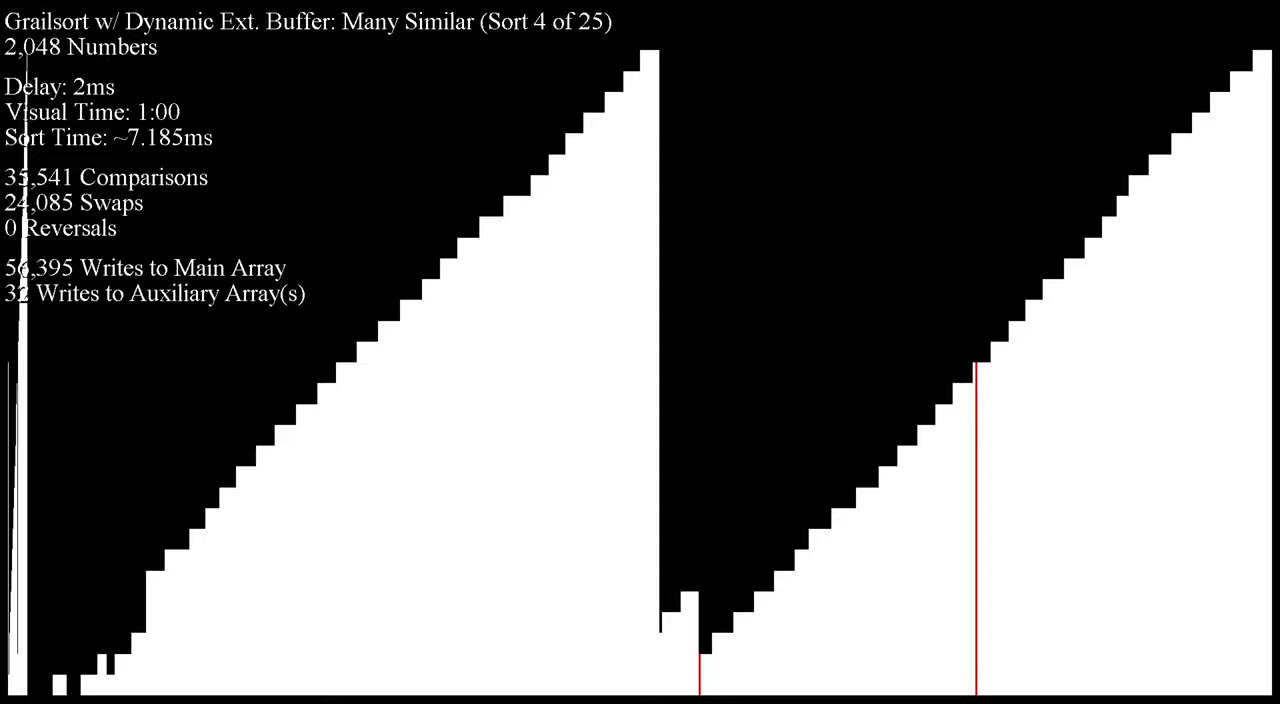 Grailsort w/ Dynamic Ext. Buffer: Many Similar (Sort 4 of 25)
2,048 Numbers
Delay: 2ms
Visual Time: 1:00
Sort Time: ~7.185ms
35,541 Comparisons
24,085 Swaps
0 Reversals
56,395 Writes to Main Array
32 Writes to Auxiliary Array(s)